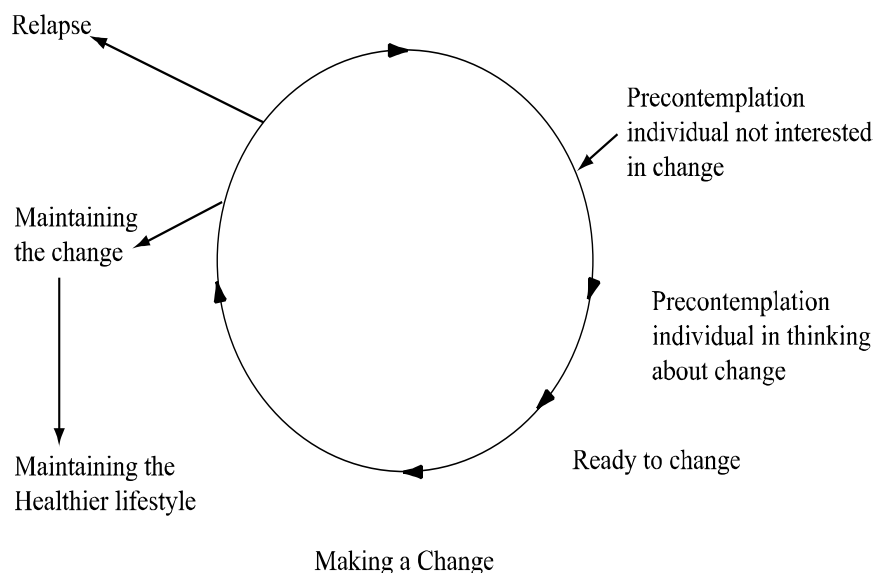 Relapse
Precontemplation
individual not interested
in change
Maintaining
the change
Precontemplation
individual in thinking
about change
Ready to change
Maintaining the
Healthier lifestyle
Making a Change